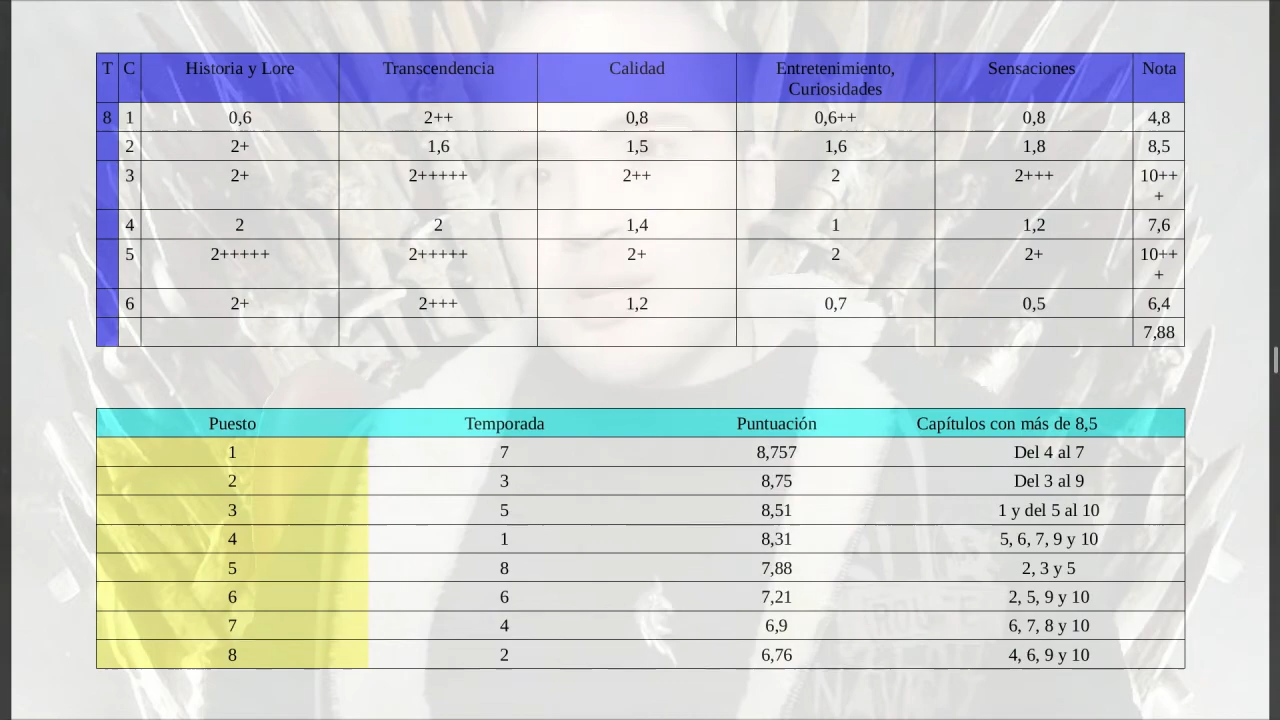 T C Historia y Lore Transcendencia Calidad Entretenimiento, Curiosidades Sensaciones Nota
8 1 0,6 2++ 0,8 0,6++ 0,8 4,8
2 2+ 1,6 1,5 1,6 1,8 8,5
3 2+ 2+++++ 2++ 2 2+++ 10+++
4 2 2 1,4 1 1,2 7,6
5 2+++++ 2+++++ 2+ 2 2+ 10+++
6 2+ 2+++ 1,2 0,7 0,5 6,4
7,88
Puesto Temporada Puntuación Capítulos con más de 8,5
1 7 8,757 Del 4 al 7
2 3 8,75 Del 3 al 9
3 5 8,51 1 y del 5 al 10
4 1 8,31 5, 6, 7, 9 y 10
5 8 7,88 2, 3 y 5
6 6 7,21 2, 5, 9 y 10
7 4 6,9 6, 7, 8 y 10
8 2 6,76 4, 6, 9 y 10